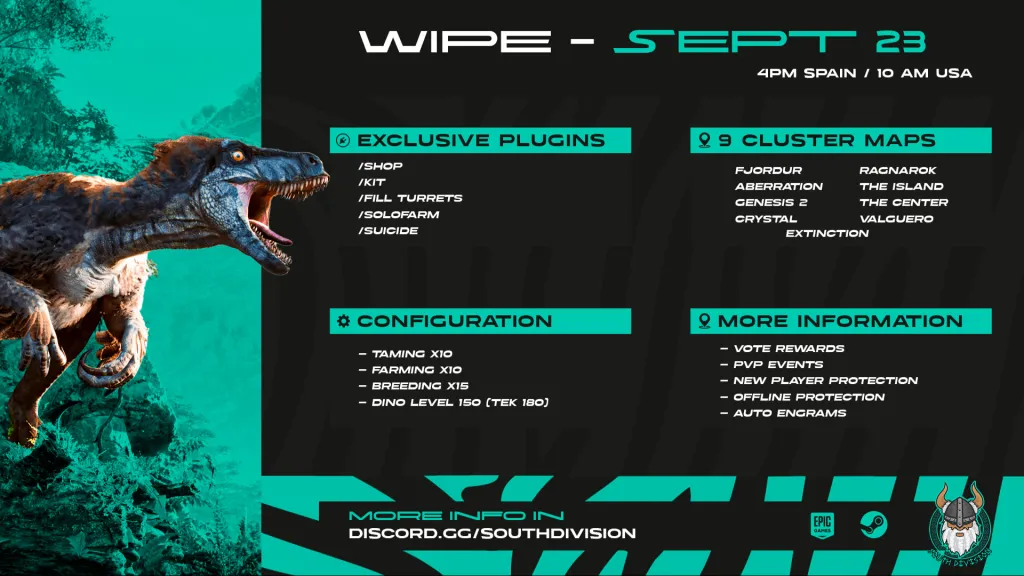 WIPE - SEPT 23
4PM SPAIN / 10 AM USA
EXCLUSIVE PLUGINS
/SHOP
/KIT
/FILL TURRETS
/SOLOFARM
/SUICIDE
9 CLUSTER MAPS
FJORDUR RAGNAROK
ABERRATION THE ISLAND
GENESIS 2 THE CENTER
CRYSTAL VALGUERO
EXTINCTION
CONFIGURATION
- TAMING X10
- FARMING X10
- BREEDING X15
- DINO LEVEL 150 (TEK 180)
MORE INFORMATION
- VOTE REWARDS
- PVP EVENTS
- NEW PLAYER PROTECTION
- OFFLINE PROTECTION
- AUTO ENGRAMS
MORE INFO IN
DISCORD.GG/SOUTHDIVISION
EPIC
GAMES
SOUTH DIVISION